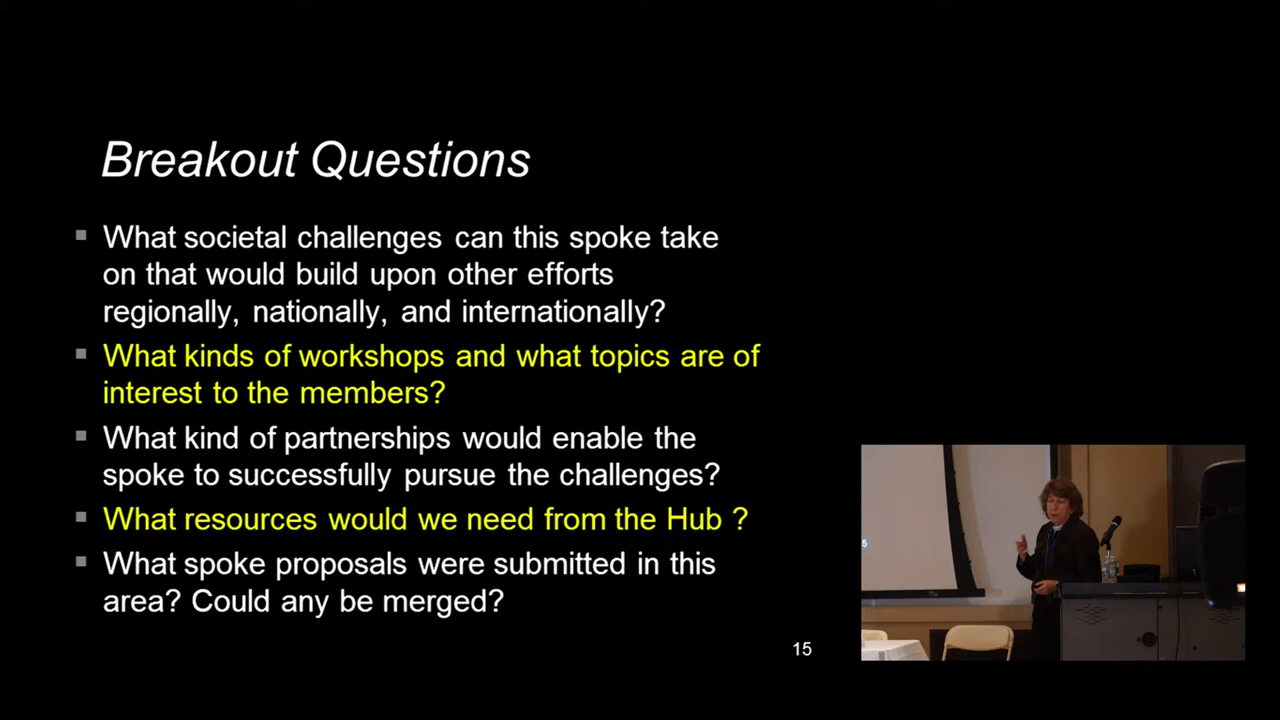 Breakout Questions
What societal challenges can this spoke take
on that would build upon other efforts
regionally, nationally, and internationally?
What kinds of workshops and what topics are of
interest to the members?
What kind of partnerships would enable the
spoke to successfully pursue the challenges?
What resources would we need from the Hub ?
What spoke proposals were submitted in this
area? Could any be merged?
15